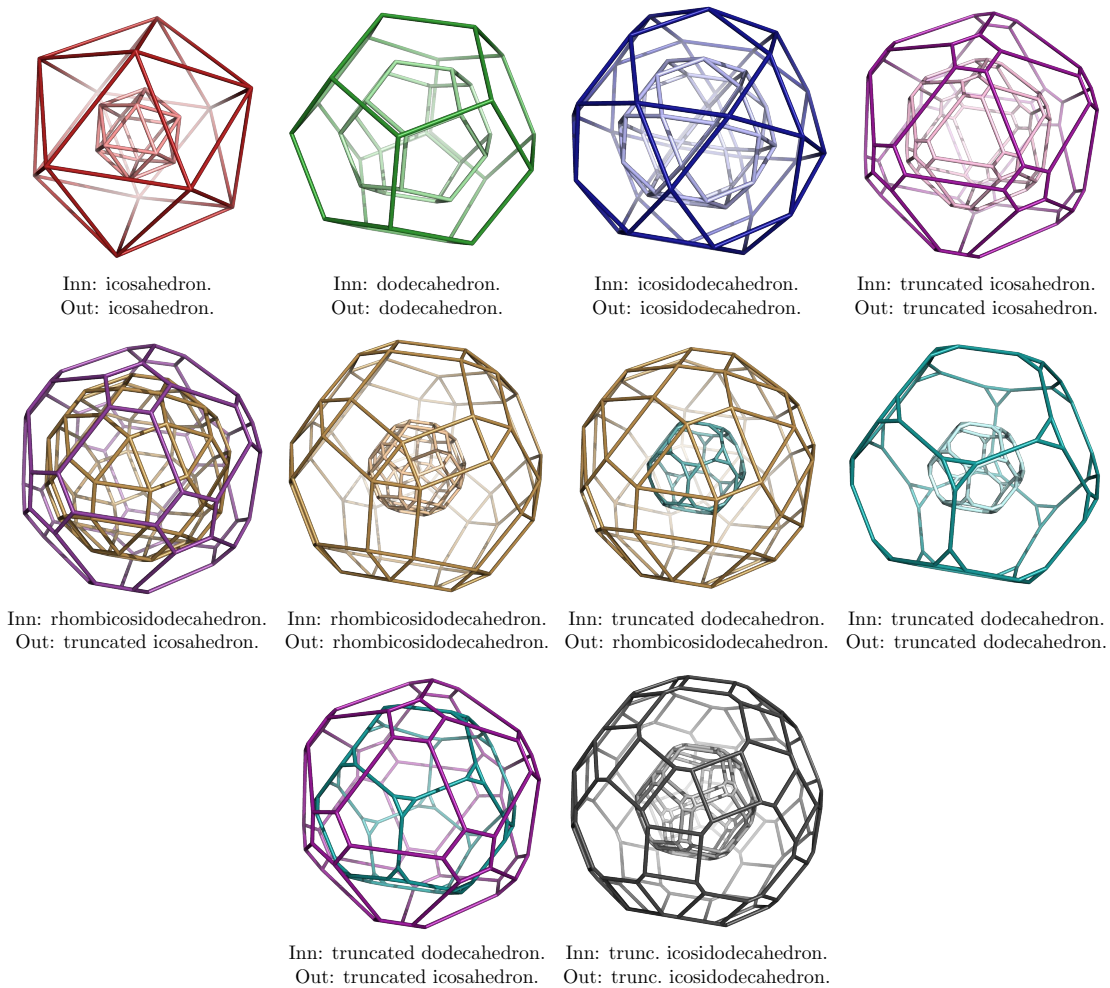 Inn: icosahedron.
Out: icosahedron.
Inn: dodecahedron.
Out: dodecahedron.
Inn: icosidodecahedron.
Out: icosidodecahedron.
Inn: truncated icosahedron.
Out: truncated icosahedron.
Inn: rhombicosidodecahedron.
Out: truncated icosahedron.
Inn: rhombicosidodecahedron.
Out: rhombicosidodecahedron.
Inn: truncated dodecahedron.
Out: rhombicosidodecahedron.
Inn: truncated dodecahedron.
Out: truncated dodecahedron.
Inn: truncated dodecahedron.
Out: truncated icosahedron.
Inn: trunc. icosidodecahedron.
Out: trunc. icosidodecahedron.